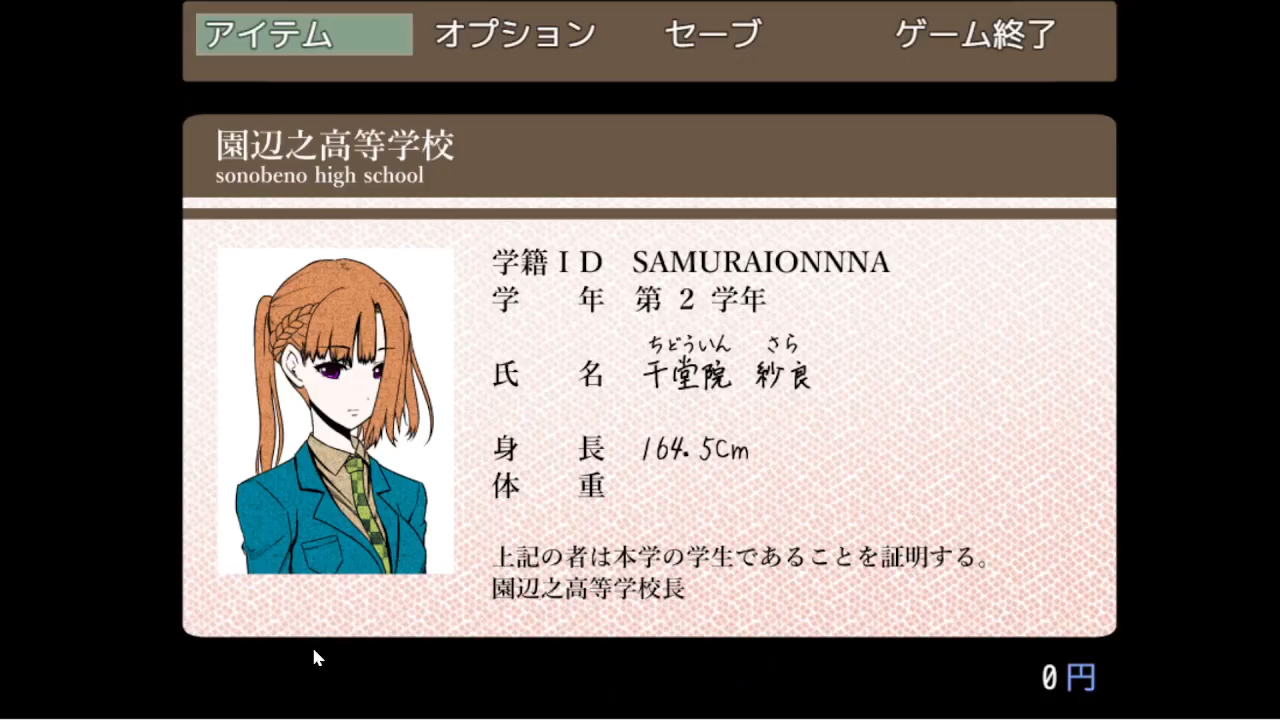 アイテム オプション セーブ ゲーム終了
園辺之高等学校
sonobeno high school
学籍ＩＤ SAMURAIONNNA
学 年 第 2 学年
ちどういん さら
氏 名 千堂院 紗良
身 長 164.5Cm
体 重
上記の者は本学の学生であることを証明する。
園辺之高等学校長
0 円